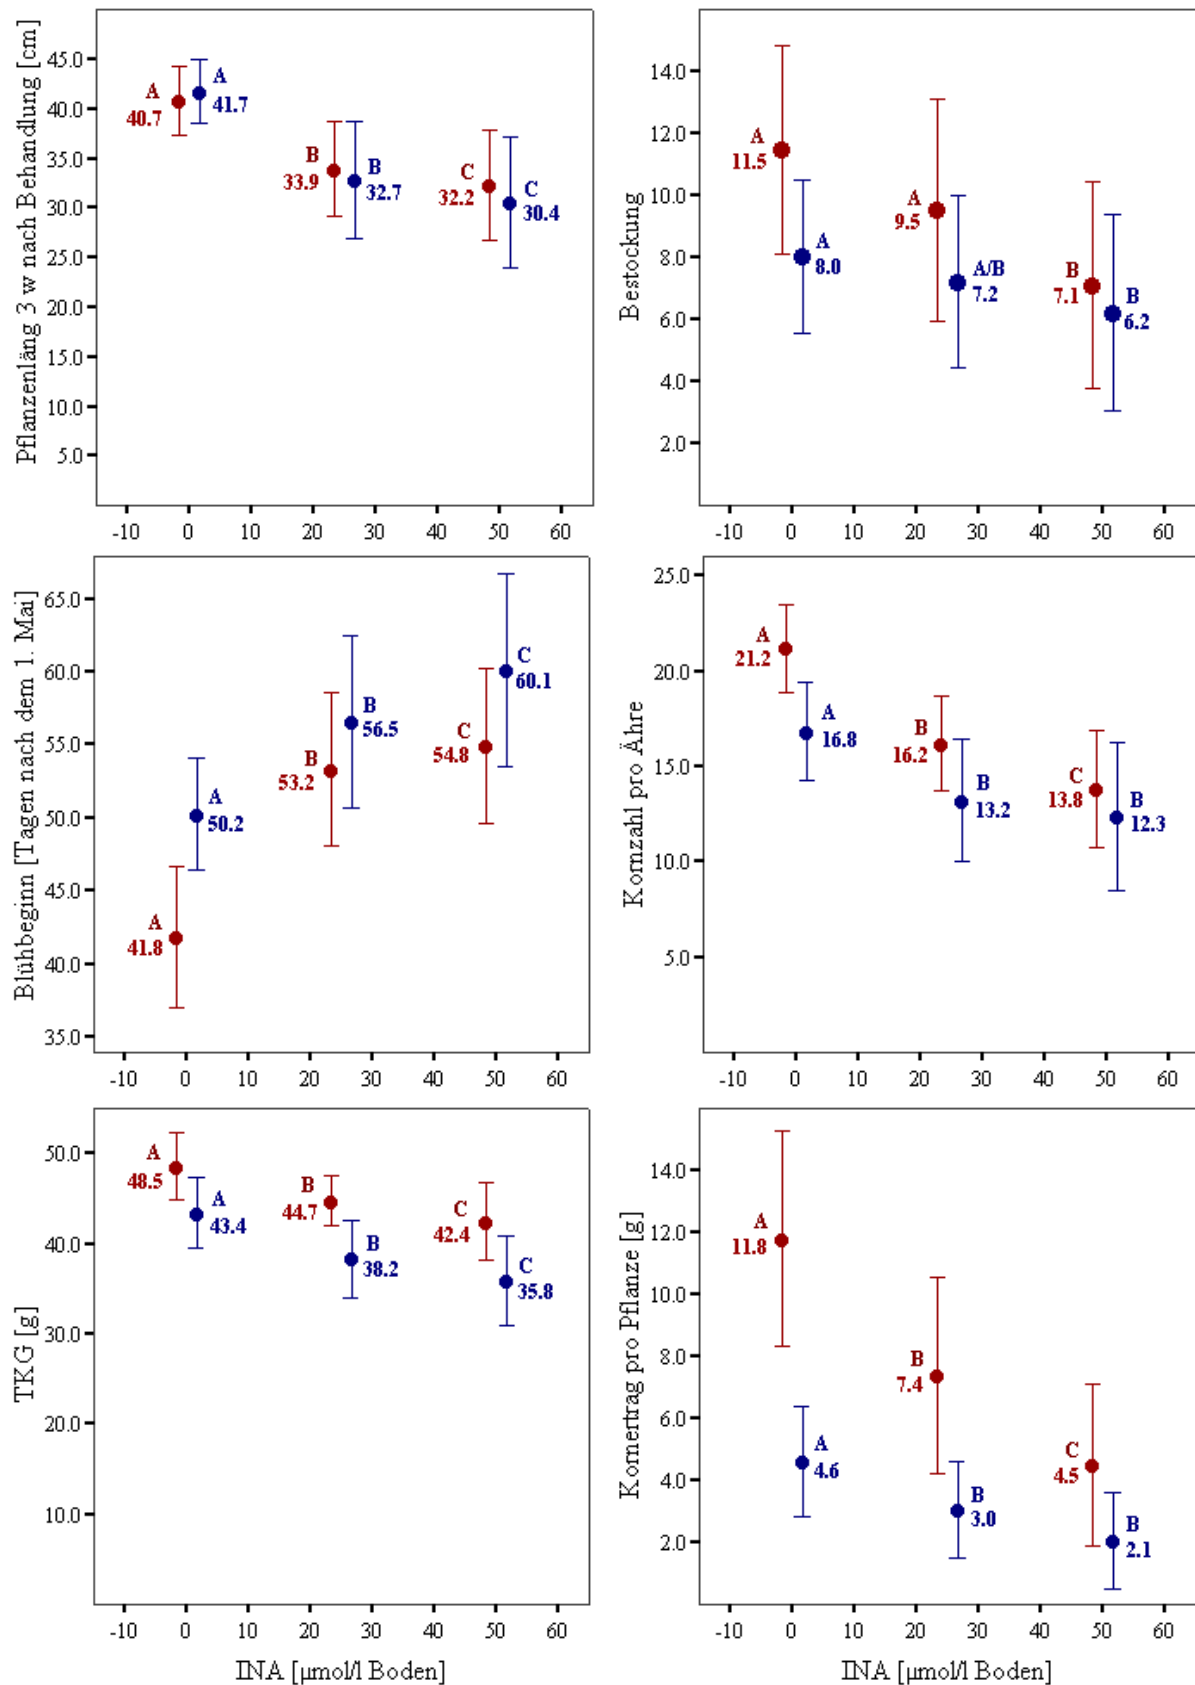 Pflanzenläng 3 w nach Behandlung [cm]
45.0
40.0
35.0
30.0
25.0
20.0
15.0
10.0
5.0
A
40.7
A
41.7
B
33.9
B
32.7
C
32.2
C
30.4
-10 0 10 20 30 40 50 60
Bestockung
14.0
12.0
10.0
8.0
6.0
4.0
2.0
A
11.5
A
8.0
A
9.5
A/B
7.2
B
7.1
B
6.2
-10 0 10 20 30 40 50 60
Blühbeginn [Tagen nach dem 1. Mai]
65.0
60.0
55.0
50.0
45.0
40.0
35.0
A
41.8
A
50.2
B
53.2
B
56.5
C
54.8
C
60.1
-10 0 10 20 30 40 50 60
Kornzahl pro Ähre
25.0
20.0
15.0
10.0
5.0
A
21.2
A
16.8
B
16.2
B
13.2
C
13.8
B
12.3
-10 0 10 20 30 40 50 60
TKG [g]
50.0
40.0
30.0
20.0
10.0
A
48.5
A
43.4
B
44.7
B
38.2
C
42.4
C
35.8
-10 0 10 20 30 40 50 60
INA [µmol/l Boden]
Kornertrag pro Pflanze [g]
14.0
12.0
10.0
8.0
6.0
4.0
2.0
A
11.8
A
4.6
B
7.4
B
3.0
C
4.5
B
2.1
-10 0 10 20 30 40 50 60
INA [µmol/l Boden]